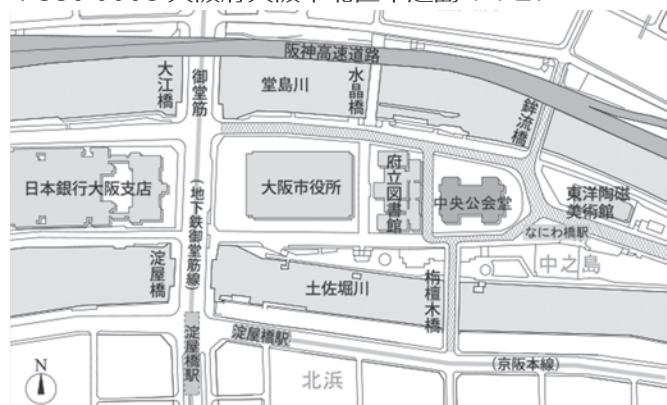 阪神高速道路
大江橋
御堂筋
堂島川
水晶橋
鉾流橋
日本銀行大阪支店
(地下鉄御堂筋線)
大阪市役所
府立図書館
中央公会堂
東洋陶磁
美術館
なにわ橋駅
中之島
淀屋橋
土佐堀川
栴檀木橋
淀屋橋駅
淀屋橋駅
(京阪本線)
北浜
N